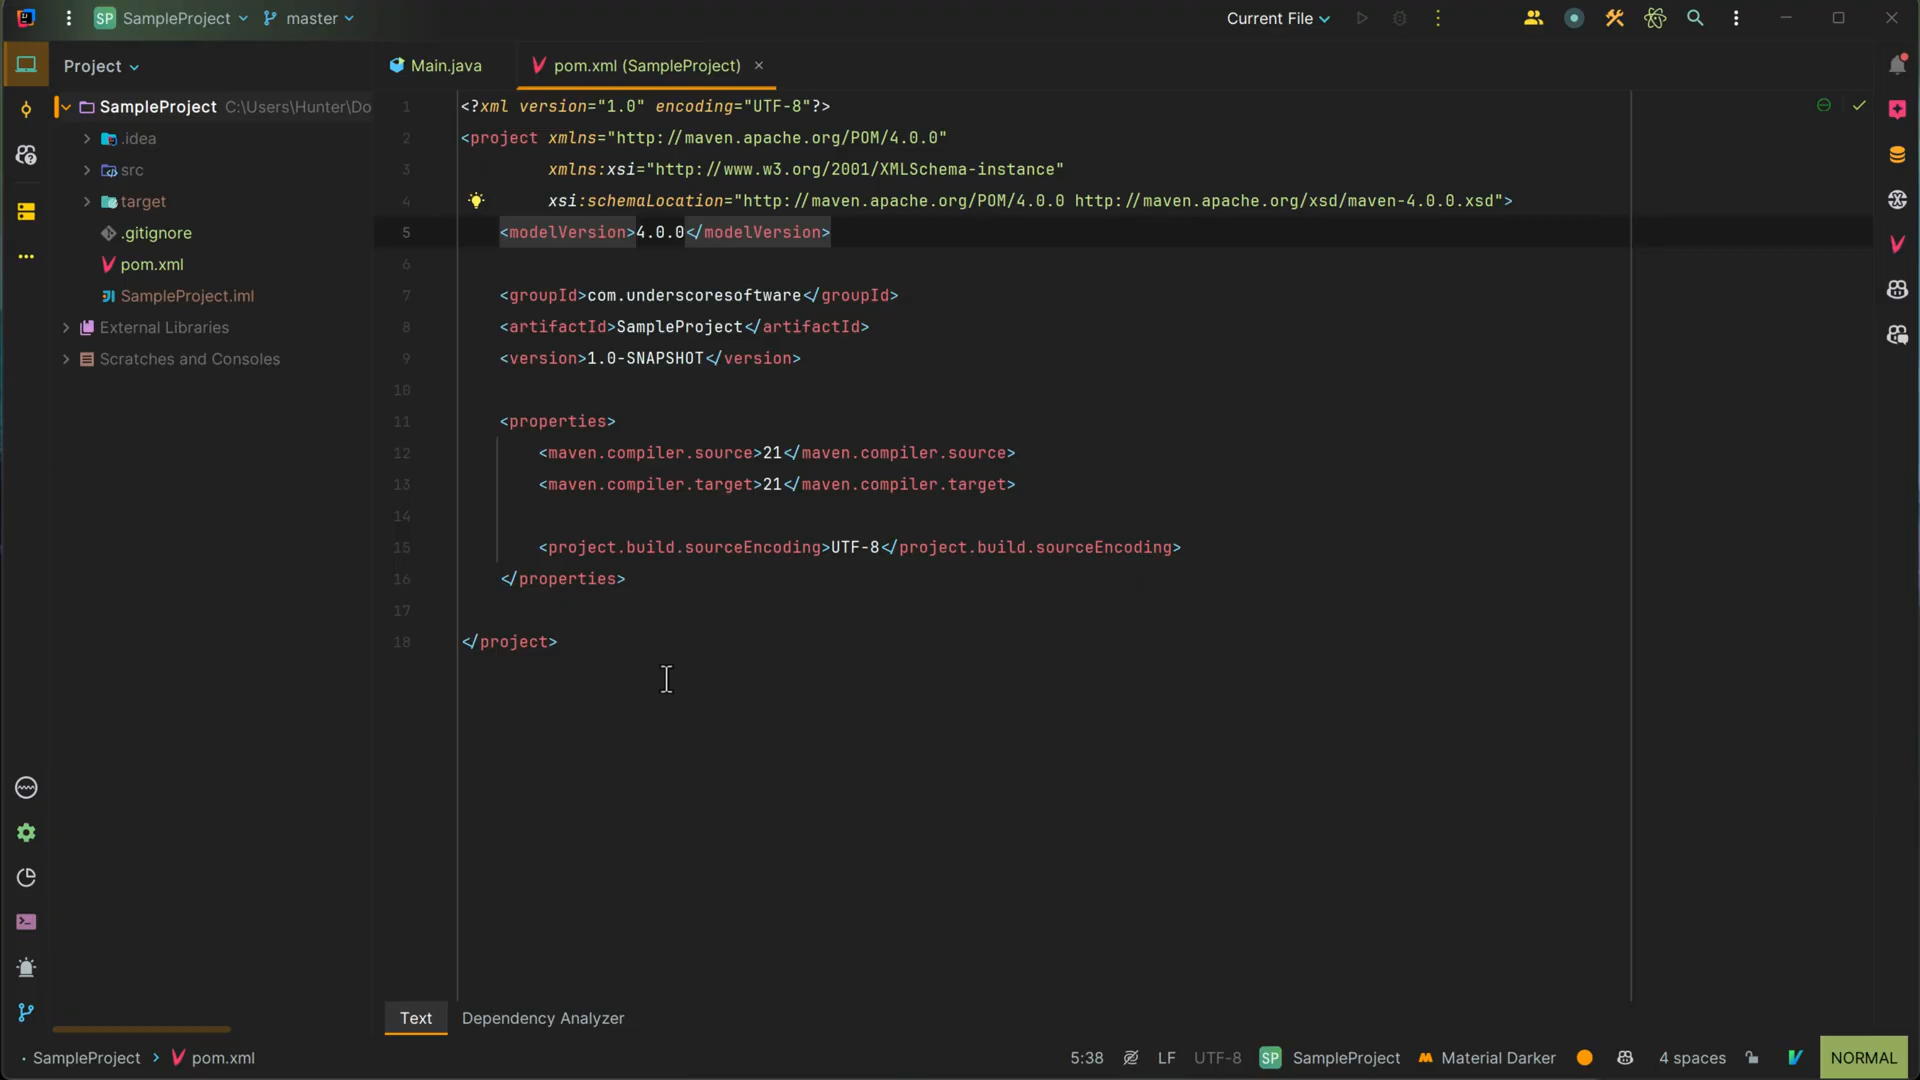 SP SampleProject master Current File
Project
Main.java pom.xml (SampleProject)
SampleProject C:\Users\Hunter\Do
.idea
src
target
.gitignore
pom.xml
SampleProject.iml
External Libraries
Scratches and Consoles
1 <?xml version="1.0" encoding="UTF-8"?>
2 <project xmlns="http://maven.apache.org/POM/4.0.0"
3 xmlns:xsi="http://www.w3.org/2001/XMLSchema-instance"
4 xsi:schemaLocation="http://maven.apache.org/POM/4.0.0 http://maven.apache.org/xsd/maven-4.0.0.xsd">
5 <modelVersion>4.0.0</modelVersion>
6
7 <groupId>com.underscoresoftware</groupId>
8 <artifactId>SampleProject</artifactId>
9 <version>1.0-SNAPSHOT</version>
10
11 <properties>
12 <maven.compiler.source>21</maven.compiler.source>
13 <maven.compiler.target>21</maven.compiler.target>
14
15 <project.build.sourceEncoding>UTF-8</project.build.sourceEncoding>
16 </properties>
17
18 </project>
Text Dependency Analyzer
SampleProject > pom.xml 5:38 LF UTF-8 SP SampleProject Material Darker 4 spaces NORMAL